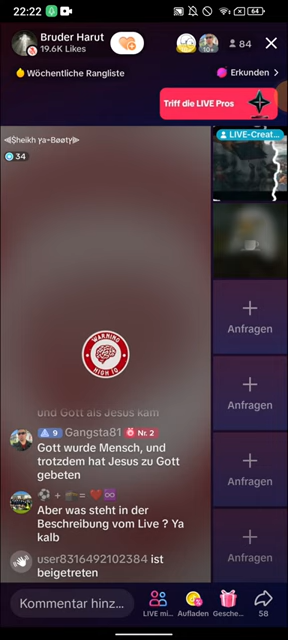 22:22
64
Bruder Harut
19.6K Likes
10+
84
Wöchentliche Rangliste
Erkunden >
Triff die LIVE Pros
LIVE-Creat...
34
WARNING
HIGH IQ
Anfragen
Anfragen
Anfragen
Anfragen
und Gott als Jesus kam
9 Gangsta81 Nr. 2
Gott wurde Mensch, und
trotzdem hat Jesus zu Gott
gebeten
Aber was steht in der
Beschreibung vom Live ? Ya
kalb
user8316492102384 ist
beigetreten
Kommentar hinz...
LIVE mi...
Aufladen
Gesche...
58